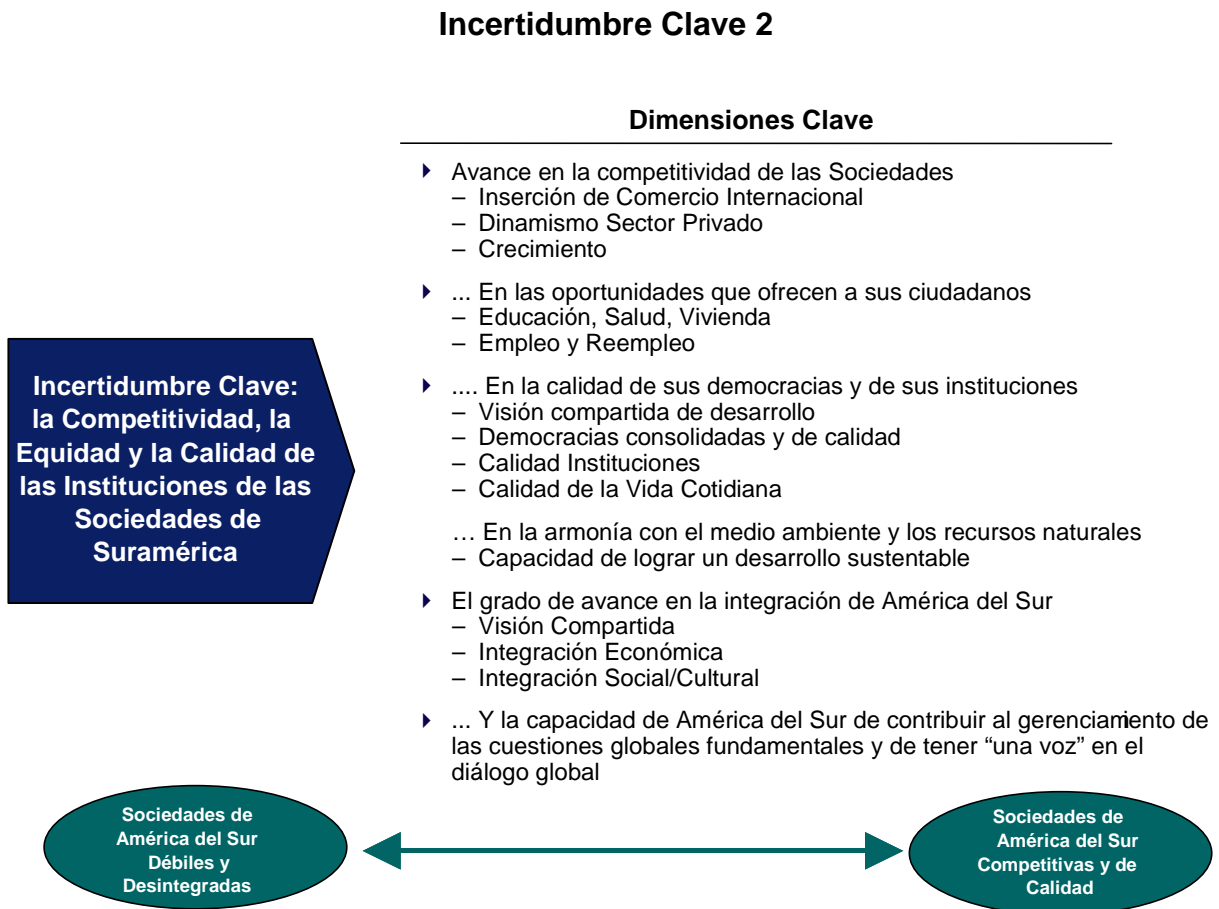 Incertidumbre Clave 2
Dimensiones Clave
Avance en la competitividad de las Sociedades
– Inserción de Comercio Internacional
– Dinamismo Sector Privado
– Crecimiento
... En las oportunidades que ofrecen a sus ciudadanos
– Educación, Salud, Vivienda
– Empleo y Reempleo
.... En la calidad de sus democracias y de sus instituciones
– Visión compartida de desarrollo
– Democracias consolidadas y de calidad
– Calidad Instituciones
– Calidad de la Vida Cotidiana
… En la armonía con el medio ambiente y los recursos naturales
– Capacidad de lograr un desarrollo sustentable
El grado de avance en la integración de América del Sur
– Visión Compartida
– Integración Económica
– Integración Social/Cultural
... Y la capacidad de América del Sur de contribuir al gerenciamiento de
las cuestiones globales fundamentales y de tener “una voz” en el
diálogo global
Incertidumbre Clave:
la Competitividad, la
Equidad y la Calidad de
las Instituciones de las
Sociedades de
Suramérica
Sociedades de
América del Sur
Débiles y
Desintegradas
Sociedades de
América del Sur
Competitivas y de
Calidad